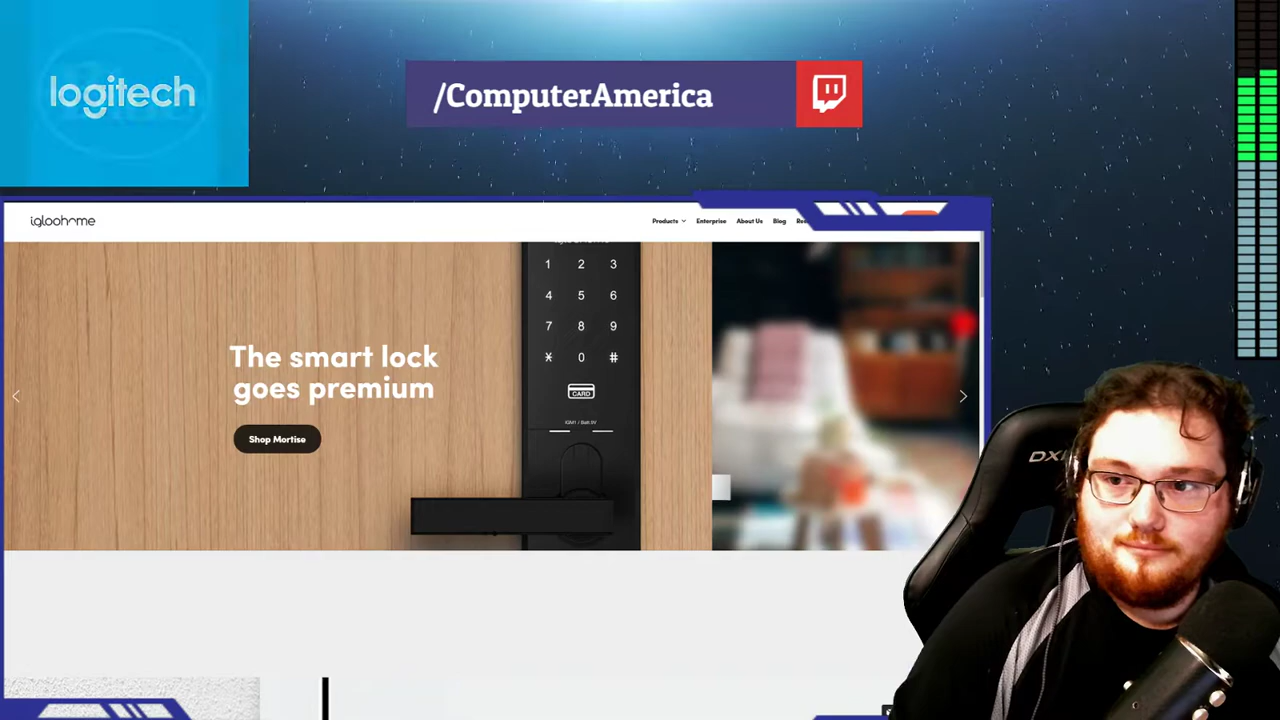 logitech
/ComputerAmerica
igloohome
Products Enterprise About Us Blog
1 2 3
4 5 6
7 8 9
0 #
The smart lock
goes premium
CARD
Shop Mortise
DX